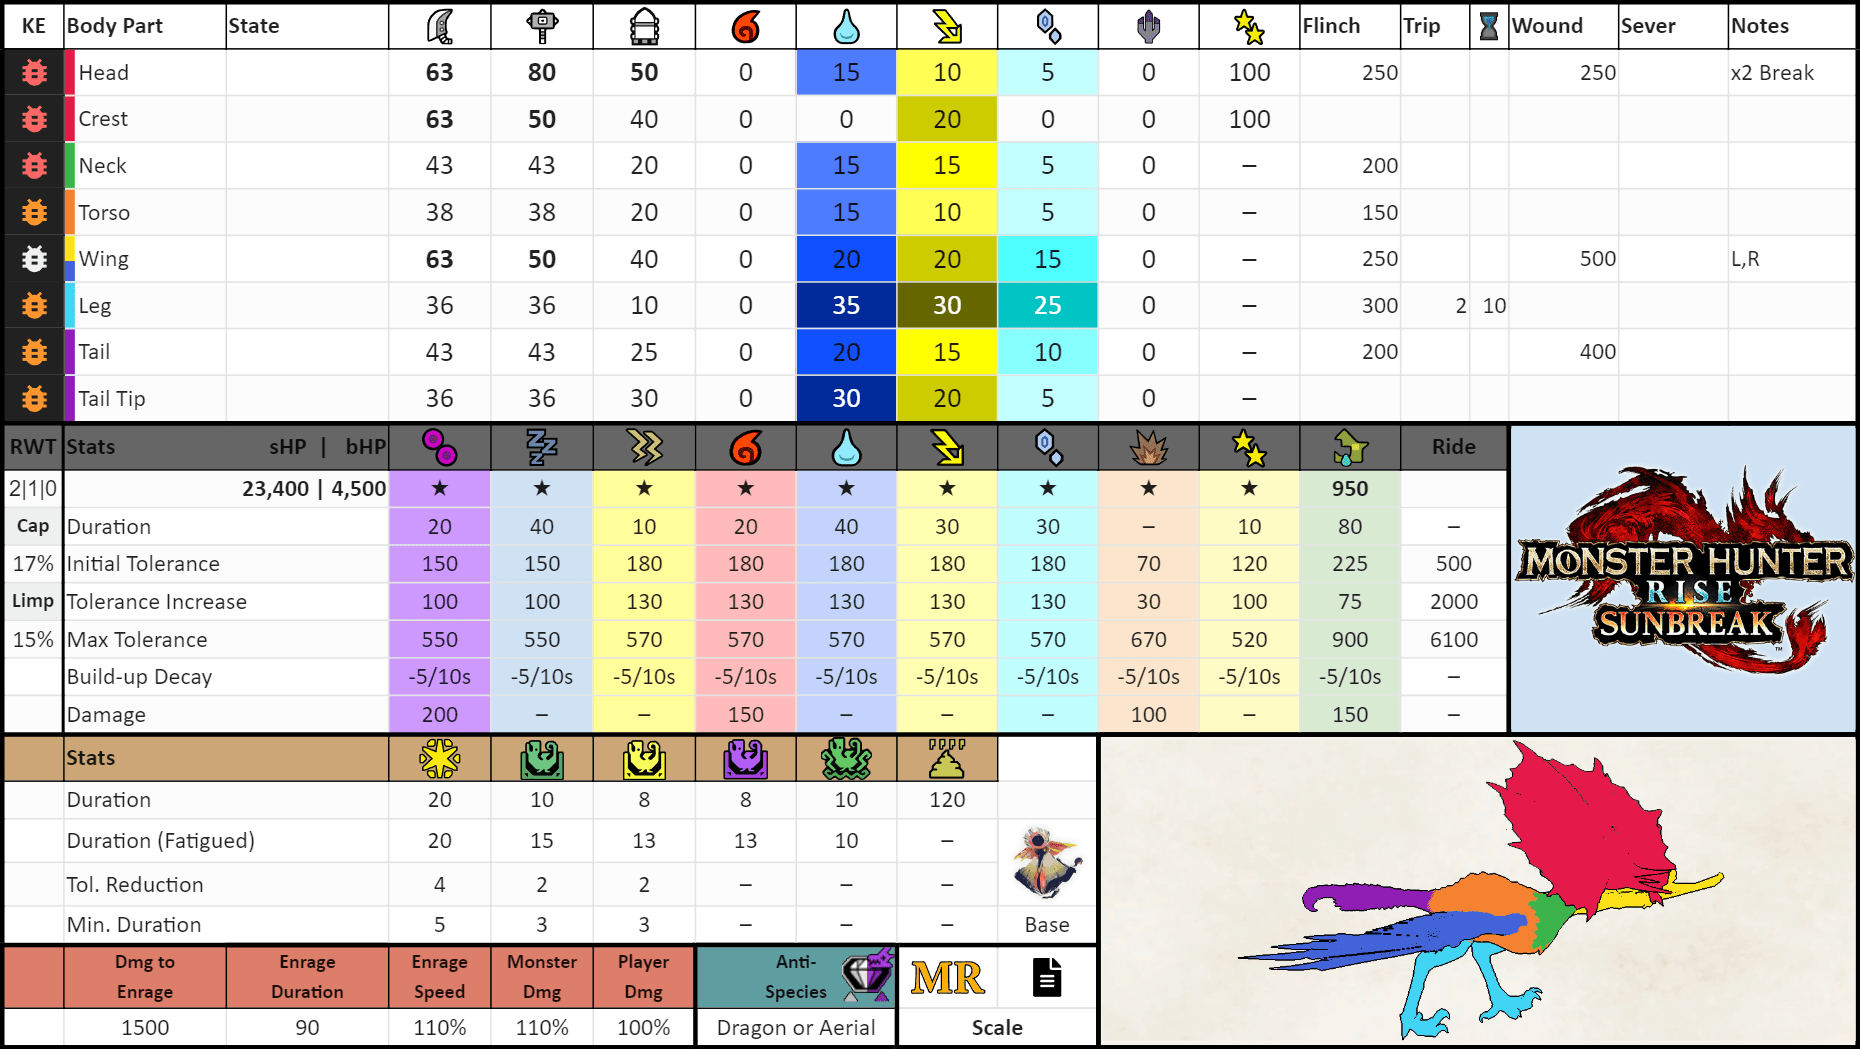 KE Body Part State Flinch Trip Wound Sever Notes
Head 63 80 50 0 15 10 5 0 100 250 250 x2 Break
Crest 63 50 40 0 0 20 0 0 100
Neck 43 43 20 0 15 15 5 0 – 200
Torso 38 38 20 0 15 10 5 0 – 150
Wing 63 50 40 0 20 20 15 0 – 250 500 L,R
Leg 36 36 10 0 35 30 25 0 – 300 2 10
Tail 43 43 25 0 20 15 10 0 – 200 400
Tail Tip 36 36 30 0 30 20 5 0 –
RWT Stats sHP | bHP Ride
2|1|0 23,400 | 4,500 ★ ★ ★ ★ ★ ★ ★ ★ ★ 950
Cap Duration 20 40 10 20 40 30 30 – 10 80 –
17% Initial Tolerance 150 150 180 180 180 180 180 70 120 225 500
Limp Tolerance Increase 100 100 130 130 130 130 130 30 100 75 2000
15% Max Tolerance 550 550 570 570 570 570 570 670 520 900 6100
Build-up Decay -5/10s -5/10s -5/10s -5/10s -5/10s -5/10s -5/10s -5/10s -5/10s -5/10s –
Damage 200 – – 150 – – – 100 – 150 –
MONSTER HUNTER
RISE
SUNBREAK
TM
Stats
Duration 20 10 8 8 10 120
Duration (Fatigued) 20 15 13 13 10 –
Tol. Reduction 4 2 2 – – –
Min. Duration 5 3 3 – – – Base
Dmg to Enrage Enrage Monster Player Anti-
Enrage Duration Speed Dmg Dmg Species MR
1500 90 110% 110% 100% Dragon or Aerial Scale